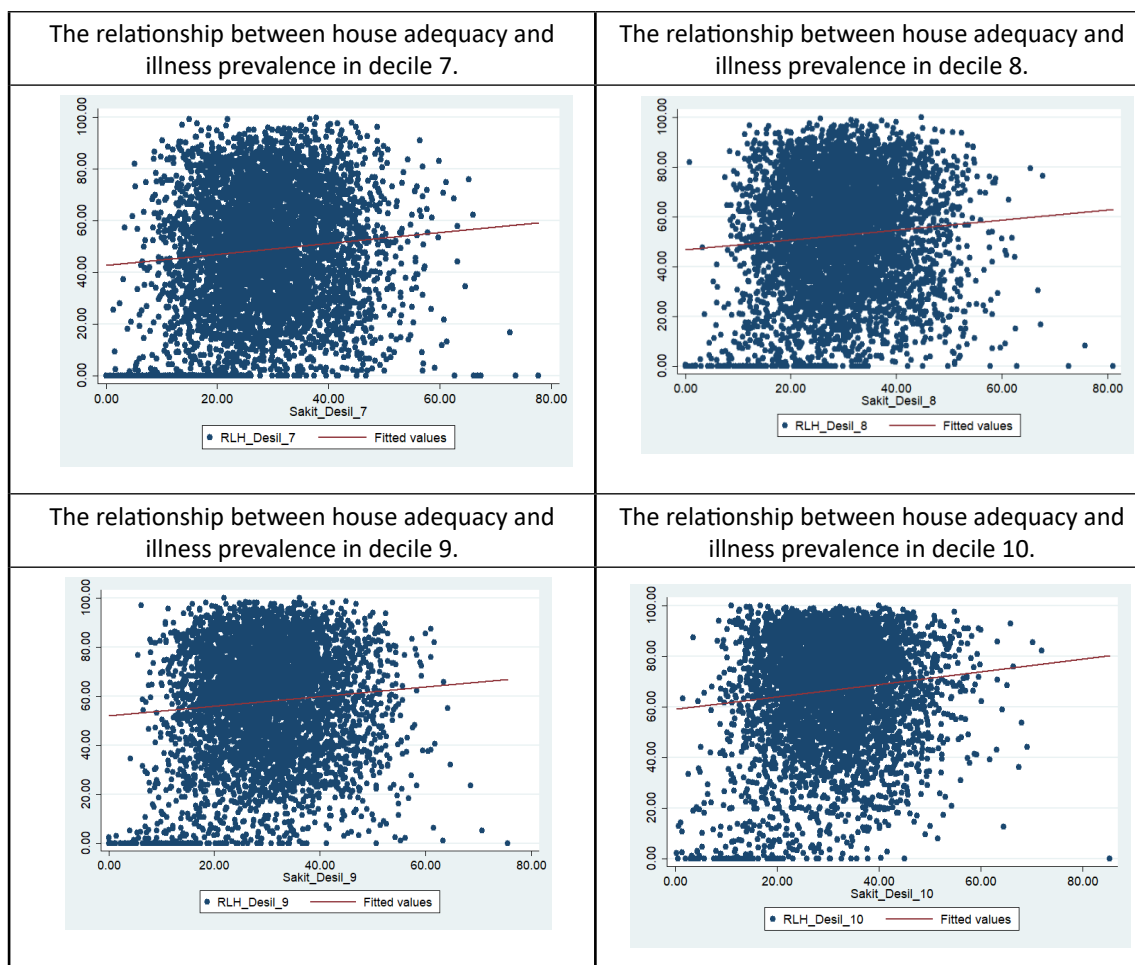 The relationship between house adequacy and
illness prevalence in decile 7.
The relationship between house adequacy and
illness prevalence in decile 8.
100.00
80.00
60.00
40.00
20.00
0.00
0.00 20.00 40.00 60.00 80.00
Sakit_Desil_7
RLH_Desil_7 Fitted values
100.00
80.00
60.00
40.00
20.00
0.00
0.00 20.00 40.00 60.00 80.00
Sakit_Desil_8
RLH_Desil_8 Fitted values
The relationship between house adequacy and
illness prevalence in decile 9.
The relationship between house adequacy and
illness prevalence in decile 10.
100.00
80.00
60.00
40.00
20.00
0.00
0.00 20.00 40.00 60.00 80.00
Sakit_Desil_9
RLH_Desil_9 Fitted values
100.00
80.00
60.00
40.00
20.00
0.00
0.00 20.00 40.00 60.00 80.00
Sakit_Desil_10
RLH_Desil_10 Fitted values